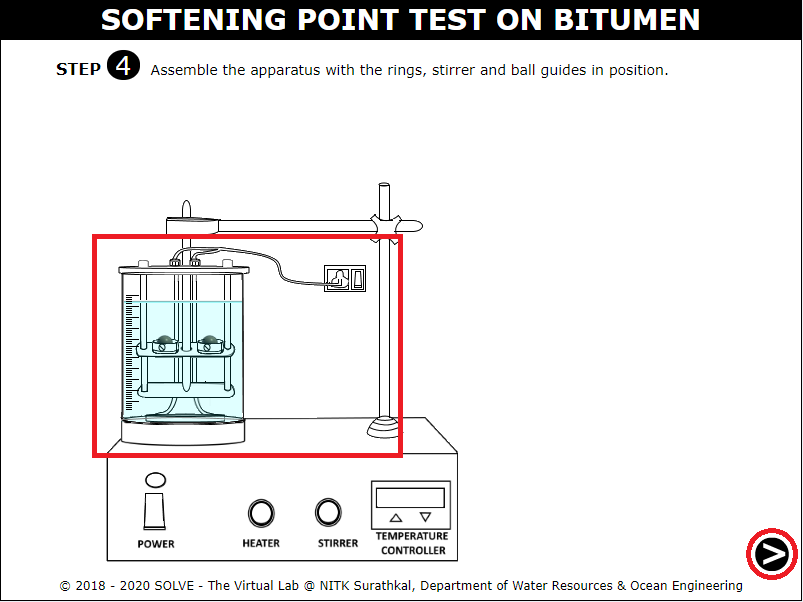 SOFTENING POINT TEST ON BITUMEN
STEP 4 Assemble the apparatus with the rings, stirrer and ball guides in position.
POWER
HEATER
STIRRER
TEMPERATURE
CONTROLLER
© 2018 - 2020 SOLVE - The Virtual Lab @ NITK Surathkal, Department of Water Resources & Ocean Engineering